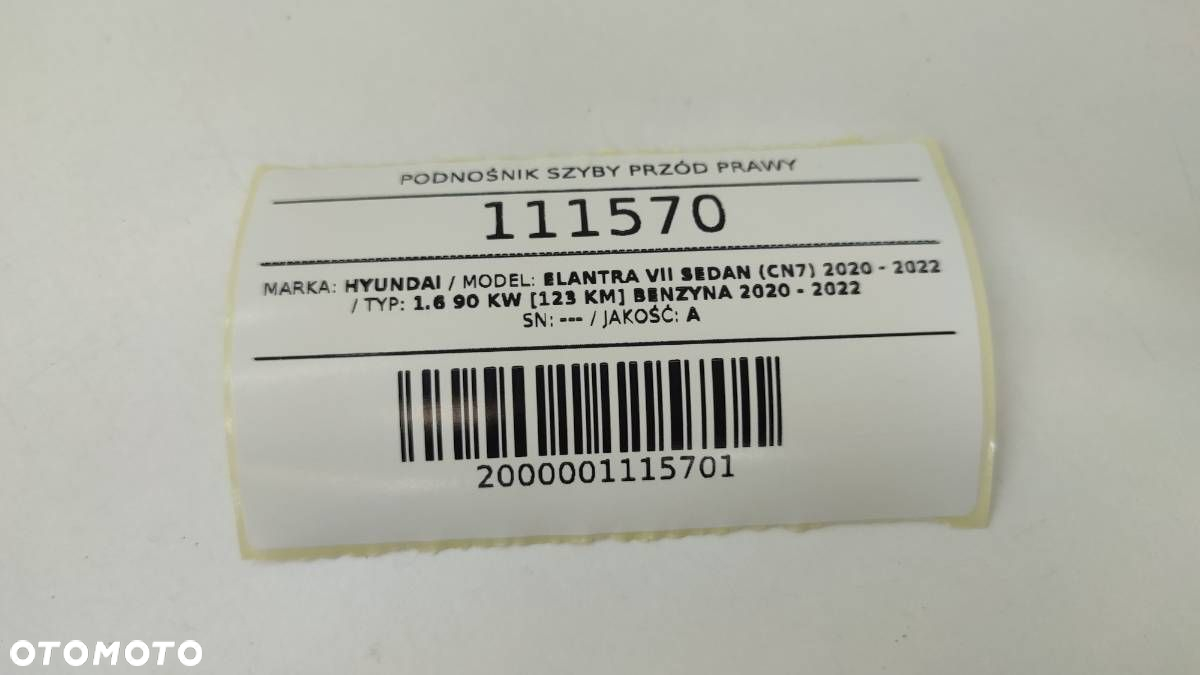 PODNOŚNIK SZYBY PRZÓD PRAWY
111570
MARKA: HYUNDAI / MODEL: ELANTRA VII SEDAN (CN7) 2020 - 2022
/ TYP: 1.6 90 KW [123 KM] BENZYNA 2020 - 2022
SN: --- / JAKOŚĆ: A
2000001115701
OTOMOTO